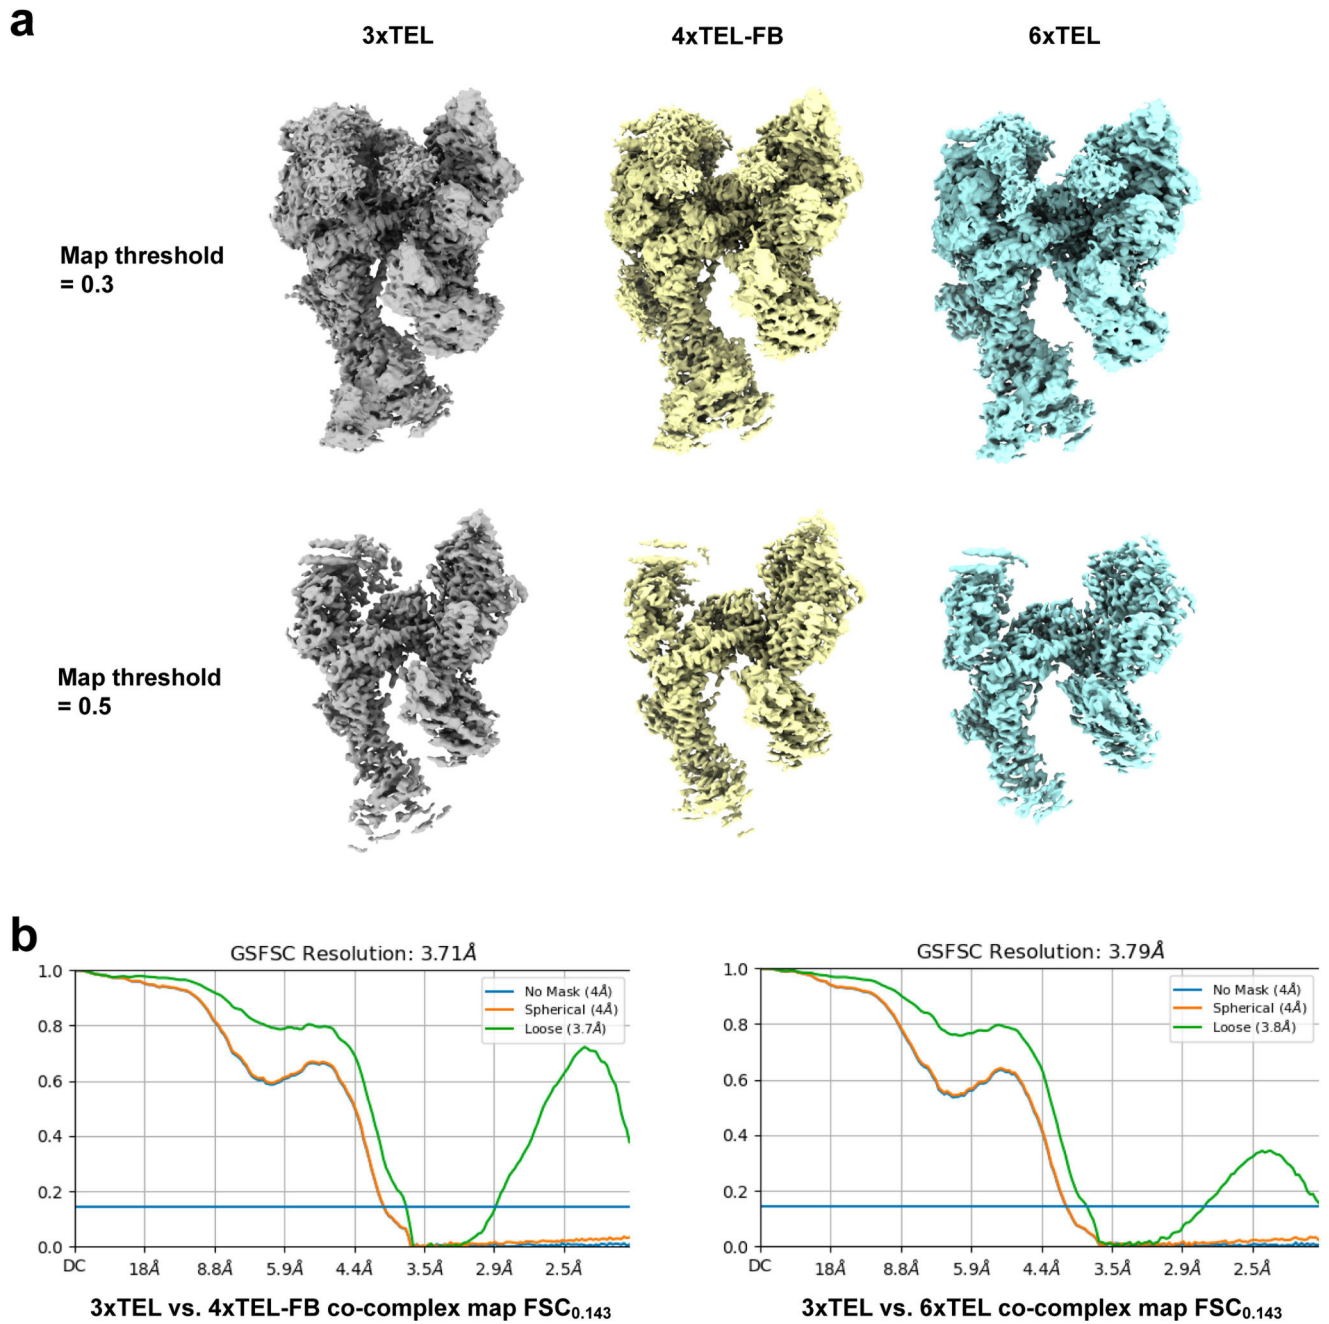 a
3xTEL 4xTEL-FB 6xTEL
Map threshold
= 0.3
Map threshold
= 0.5
b
GSFSC Resolution: 3.71Å
1.0
0.8
0.6
0.4
0.2
0.0
No Mask (4Å)
Spherical (4Å)
Loose (3.7Å)
DC 18Å 8.8Å 5.9Å 4.4Å 3.5Å 2.9Å 2.5Å
3xTEL vs. 4xTEL-FB co-complex map FSC0.143
GSFSC Resolution: 3.79Å
1.0
0.8
0.6
0.4
0.2
0.0
No Mask (4Å)
Spherical (4Å)
Loose (3.8Å)
DC 18Å 8.8Å 5.9Å 4.4Å 3.5Å 2.9Å 2.5Å
3xTEL vs. 6xTEL co-complex map FSC0.143